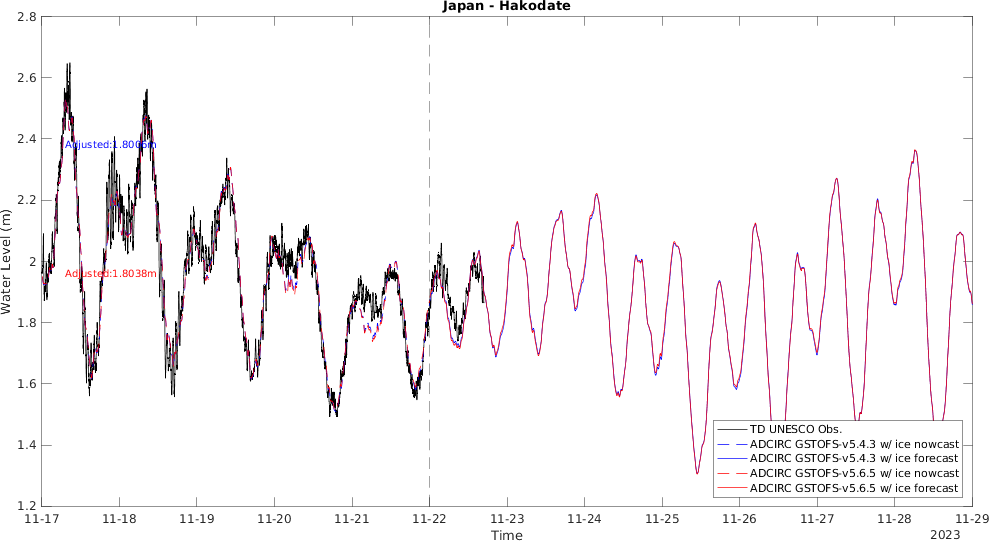 Japan - Hakodate
2.8
2.6
2.4
2.2
2
1.8
1.6
1.4
1.2
Water Level (m)
Adjusted:1.8006m
Adjusted:1.8038m
TD UNESCO Obs.
ADCIRC GSTOFS-v5.4.3 w/ ice nowcast
ADCIRC GSTOFS-v5.4.3 w/ ice forecast
ADCIRC GSTOFS-v5.6.5 w/ ice nowcast
ADCIRC GSTOFS-v5.6.5 w/ ice forecast
11-17 11-18 11-19 11-20 11-21 11-22 11-23 11-24 11-25 11-26 11-27 11-28 11-29
Time
2023